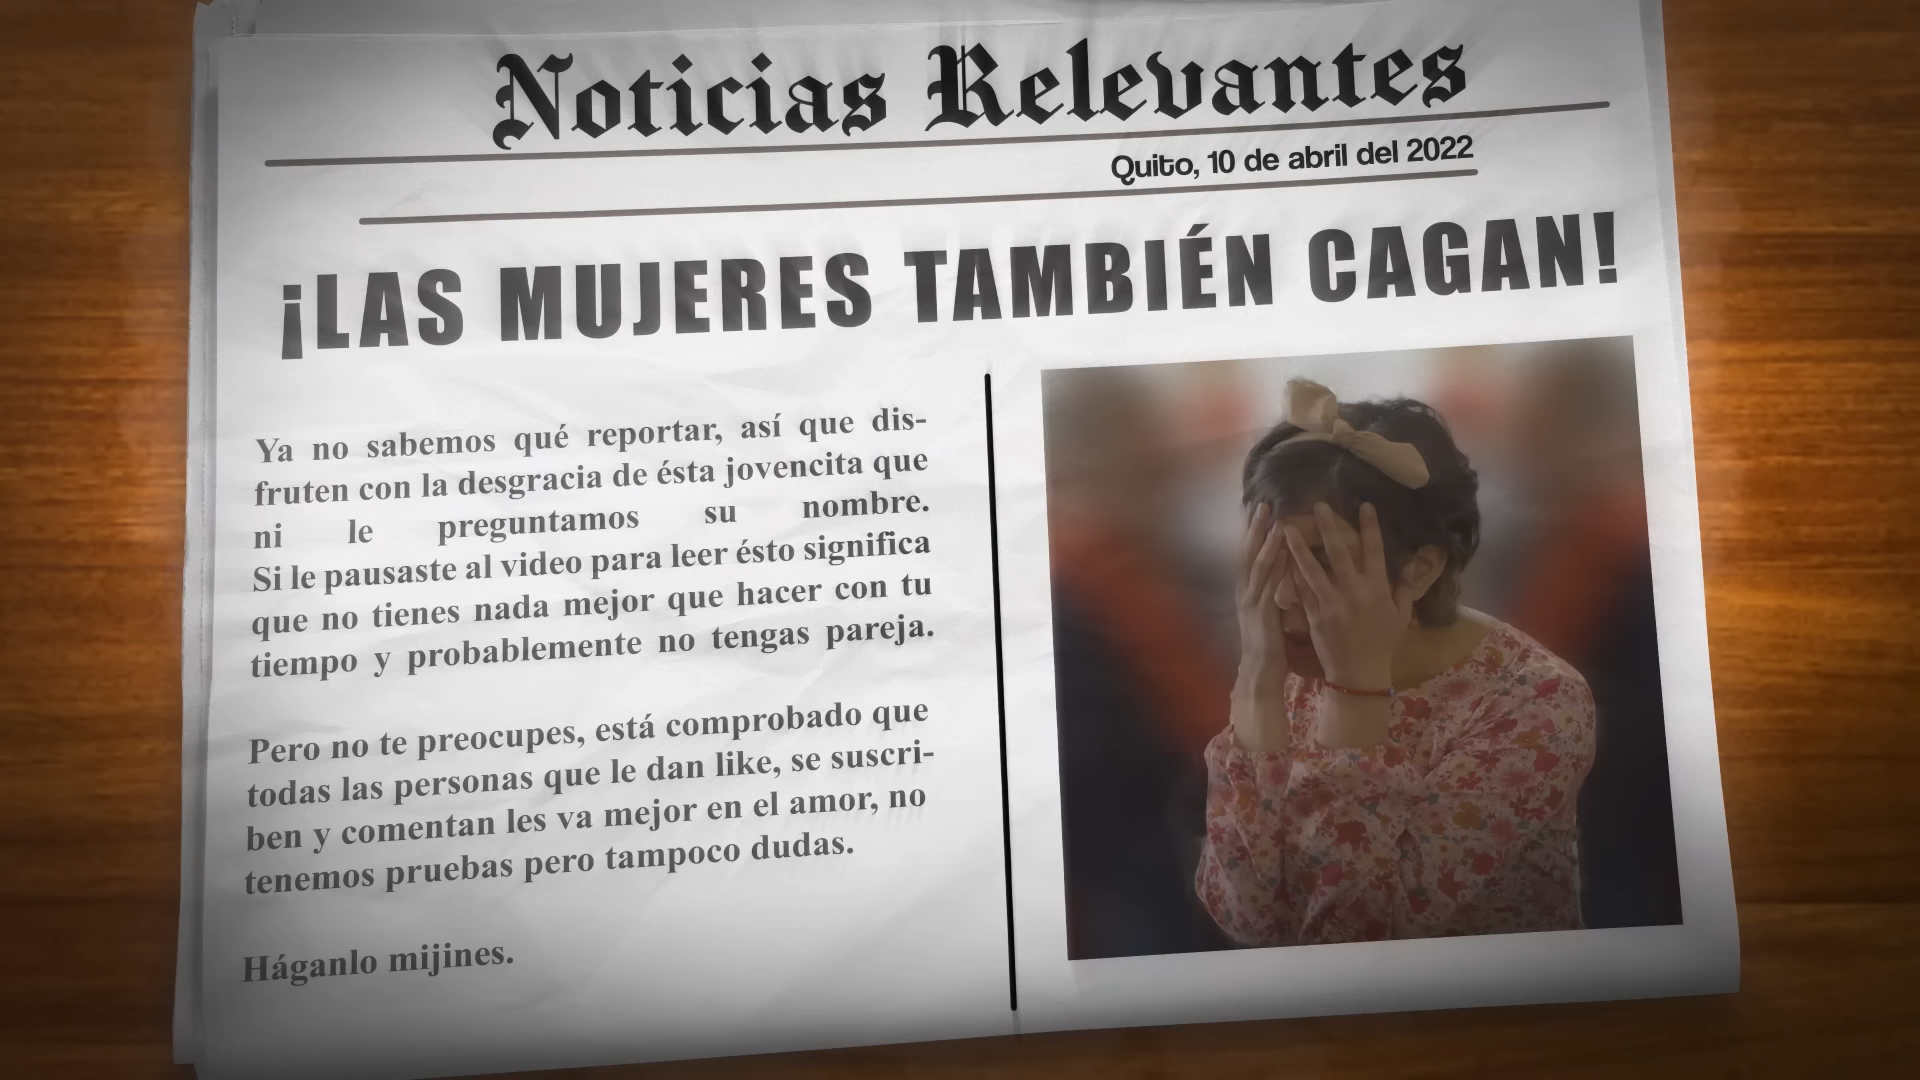 Noticias Relevantes
Quito, 10 de abril del 2022
¡LAS MUJERES TAMBIÉN CAGAN!
Ya no sabemos qué reportar, así que dis-
fruten con la desgracia de ésta jovencita que
ni le preguntamos su nombre.
Si le pausaste al video para leer ésto significa
que no tienes nada mejor que hacer con tu
tiempo y probablemente no tengas pareja.
Pero no te preocupes, está comprobado que
todas las personas que le dan like, se suscri-
ben y comentan les va mejor en el amor, no
tenemos pruebas pero tampoco dudas.
Háganlo mijines.